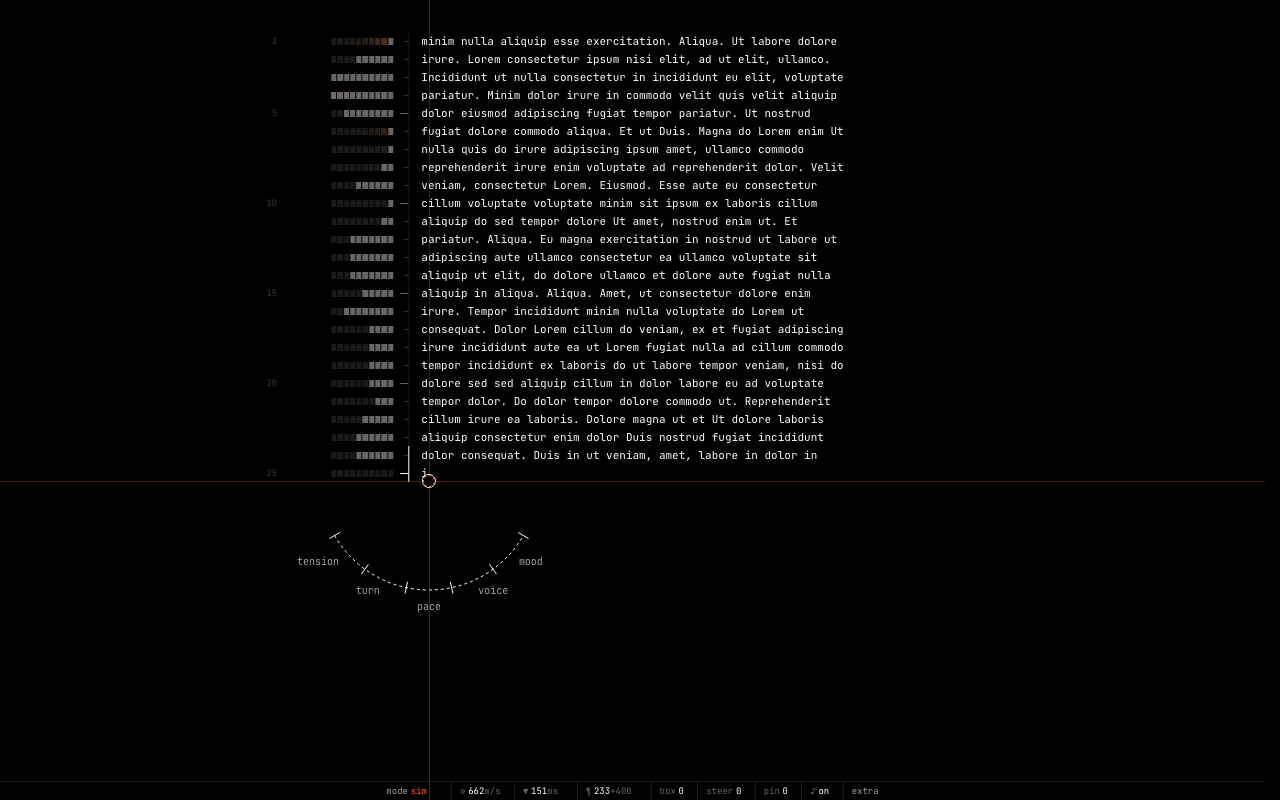 1 minim nulla aliquip esse exercitation. Aliqua. Ut labore dolore
irure. Lorem consectetur ipsum nisi elit, ad ut elit, ullamco.
Incididunt ut nulla consectetur in incididunt eu elit, voluptate
pariatur. Minim dolor irure in commodo velit quis velit aliquip
5 dolor eiusmod adipiscing fugiat tempor pariatur. Ut nostrud
fugiat dolore commodo aliqua. Et ut Duis. Magna do Lorem enim Ut
nulla quis do irure adipiscing ipsum amet, ullamco commodo
reprehenderit irure enim voluptate ad reprehenderit dolor. Velit
veniam, consectetur Lorem. Eiusmod. Esse aute eu consectetur
10 cillum voluptate voluptate minim sit ipsum ex laboris cillum
aliquip do sed tempor dolore Ut amet, nostrud enim ut. Et
pariatur. Aliqua. Eu magna exercitation in nostrud ut labore ut
adipiscing aute ullamco consectetur ea ullamco voluptate sit
aliquip ut elit, do dolore ullamco et dolore aute fugiat nulla
15 aliquip in aliqua. Aliqua. Amet, ut consectetur dolore enim
irure. Tempor incididunt minim nulla voluptate do Lorem ut
consequat. Dolor Lorem cillum do veniam, ex et fugiat adipiscing
irure incididunt aute ea ut Lorem fugiat nulla ad cillum commodo
tempor incididunt ex laboris do ut labore tempor veniam, nisi do
20 dolore sed sed aliquip cillum in dolor labore eu ad voluptate
tempor dolor. Do dolor tempor dolore commodo ut. Reprehenderit
cillum irure ea laboris. Dolore magna ut et Ut dolore laboris
aliquip consectetur enim dolor Duis nostrud fugiat incididunt
dolor consequat. Duis in ut veniam, amet, labore in dolor in
25
tension
mood
turn
voice
pace
mode sim » 662w/s ▼ 151ms ¶ 233+400 box 0 steer 0 pin 0 ♪ on extra